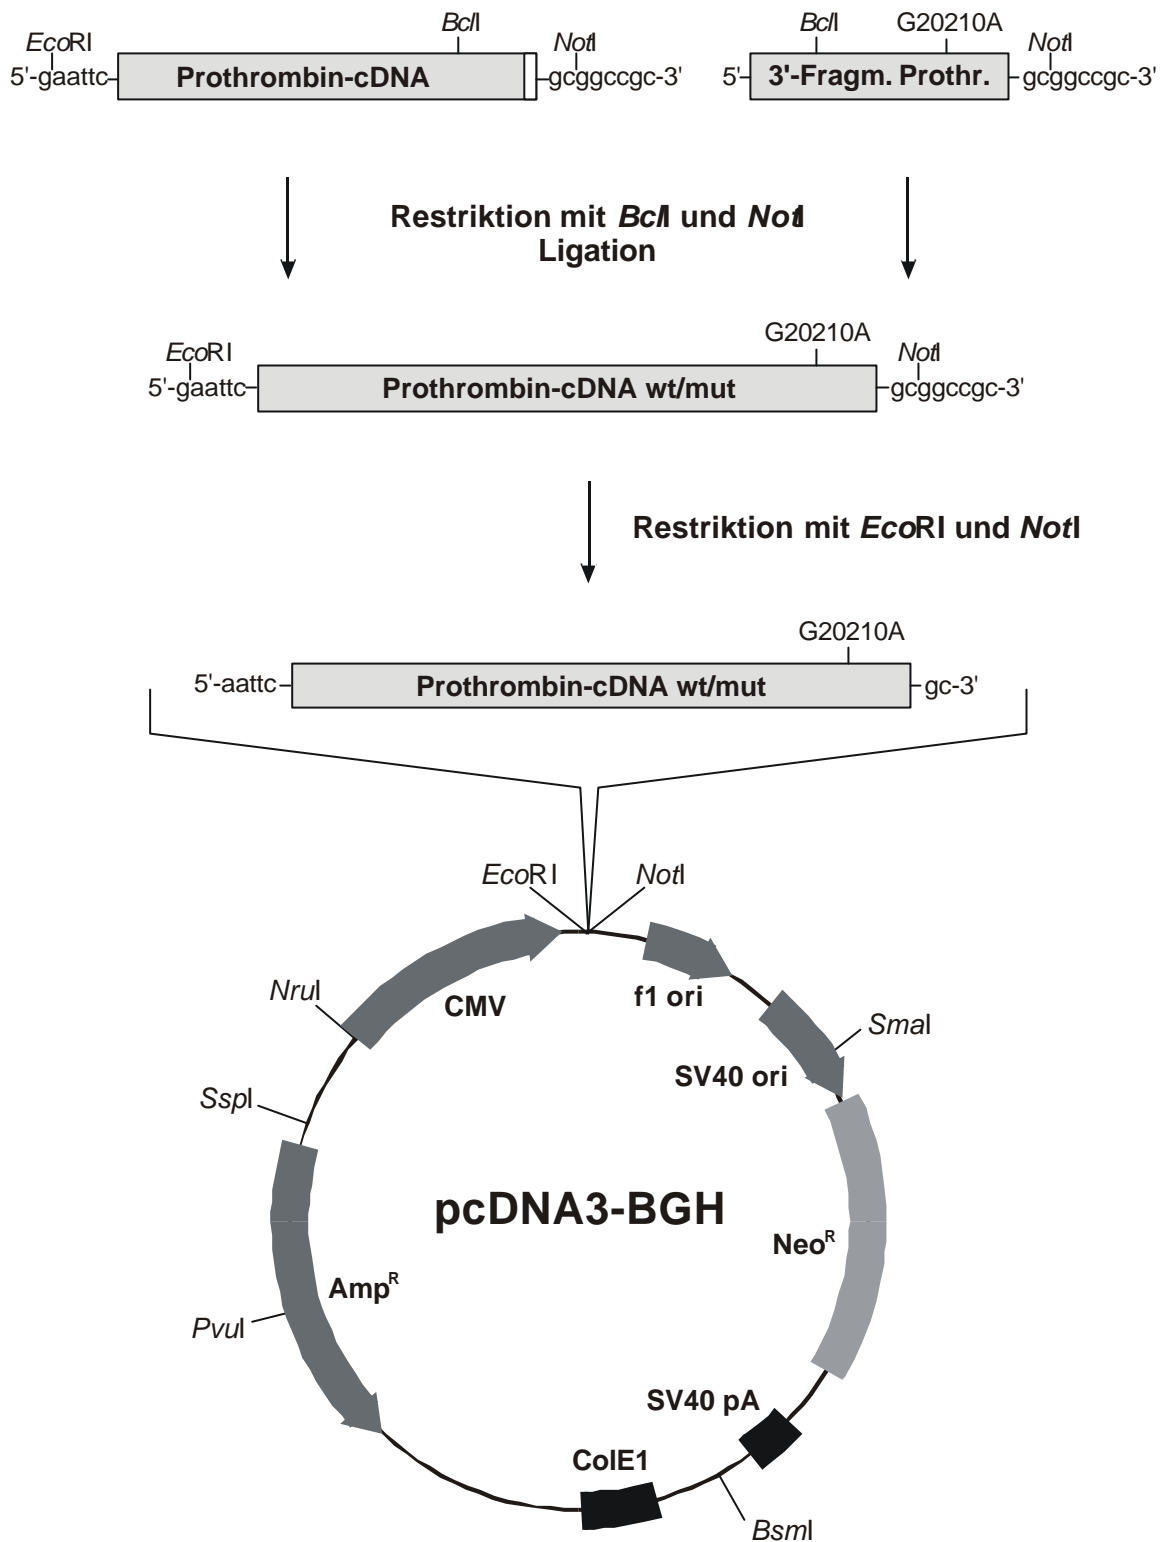 BclI
G20210A
EcoRI
NotI
BclI
NotI
5'-gaattc
Prothrombin-cDNA
gcggccgc-3'
5'-
3'-Fragm. Prothr.
gcggccgc-3'
Restriktion mit BclI und NotI
Ligation
G20210A
EcoRI
NotI
5'-gaattc
Prothrombin-cDNA wt/mut
gcggccgc-3'
Restriktion mit EcoRI und NotI
G20210A
5'-aattc
Prothrombin-cDNA wt/mut
gc-3'
EcoRI
NotI
NruI
CMV
f1 ori
SmaI
SV40 ori
SspI
pcDNA3-BGH
NeoR
AmpR
PvuI
SV40 pA
ColE1
BsmI